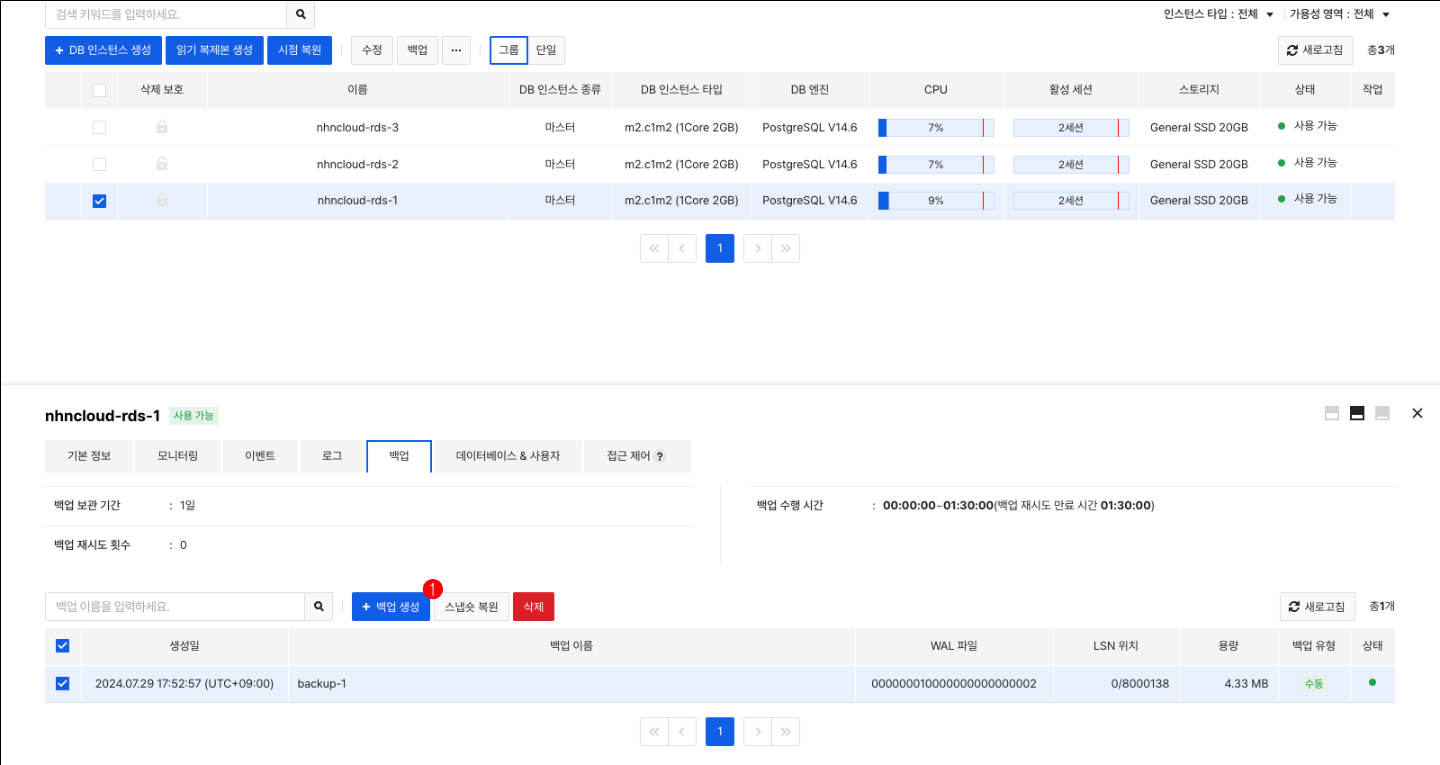 검색 키워드를 입력하세요. 인스턴스 타입 : 전체 가용성 영역 : 전체
+ DB 인스턴스 생성 읽기 복제본 생성 시점 복원 수정 백업 ··· 그룹 단일 새로고침 총3개
삭제 보호 이름 DB 인스턴스 종류 DB 인스턴스 타입 DB 엔진 CPU 활성 세션 스토리지 상태 작업
nhncloud-rds-3 마스터 m2.c1m2 (1Core 2GB) PostgreSQL V14.6 7% 2세션 General SSD 20GB 사용 가능
nhncloud-rds-2 마스터 m2.c1m2 (1Core 2GB) PostgreSQL V14.6 7% 2세션 General SSD 20GB 사용 가능
nhncloud-rds-1 마스터 m2.c1m2 (1Core 2GB) PostgreSQL V14.6 9% 2세션 General SSD 20GB 사용 가능
1
nhncloud-rds-1 사용 가능
기본 정보 모니터링 이벤트 로그 백업 데이터베이스 & 사용자 접근 제어 ?
백업 보관 기간 : 1일 백업 수행 시간 : 00:00:00~01:30:00(백업 재시도 만료 시간 01:30:00)
백업 재시도 횟수 : 0
1
백업 이름을 입력하세요. + 백업 생성 스냅숏 복원 삭제 새로고침 총1개
생성일 백업 이름 WAL 파일 LSN 위치 용량 백업 유형 상태
2024.07.29 17:52:57 (UTC+09:00) backup-1 000000010000000000000002 0/8000138 4.33 MB 수동
1